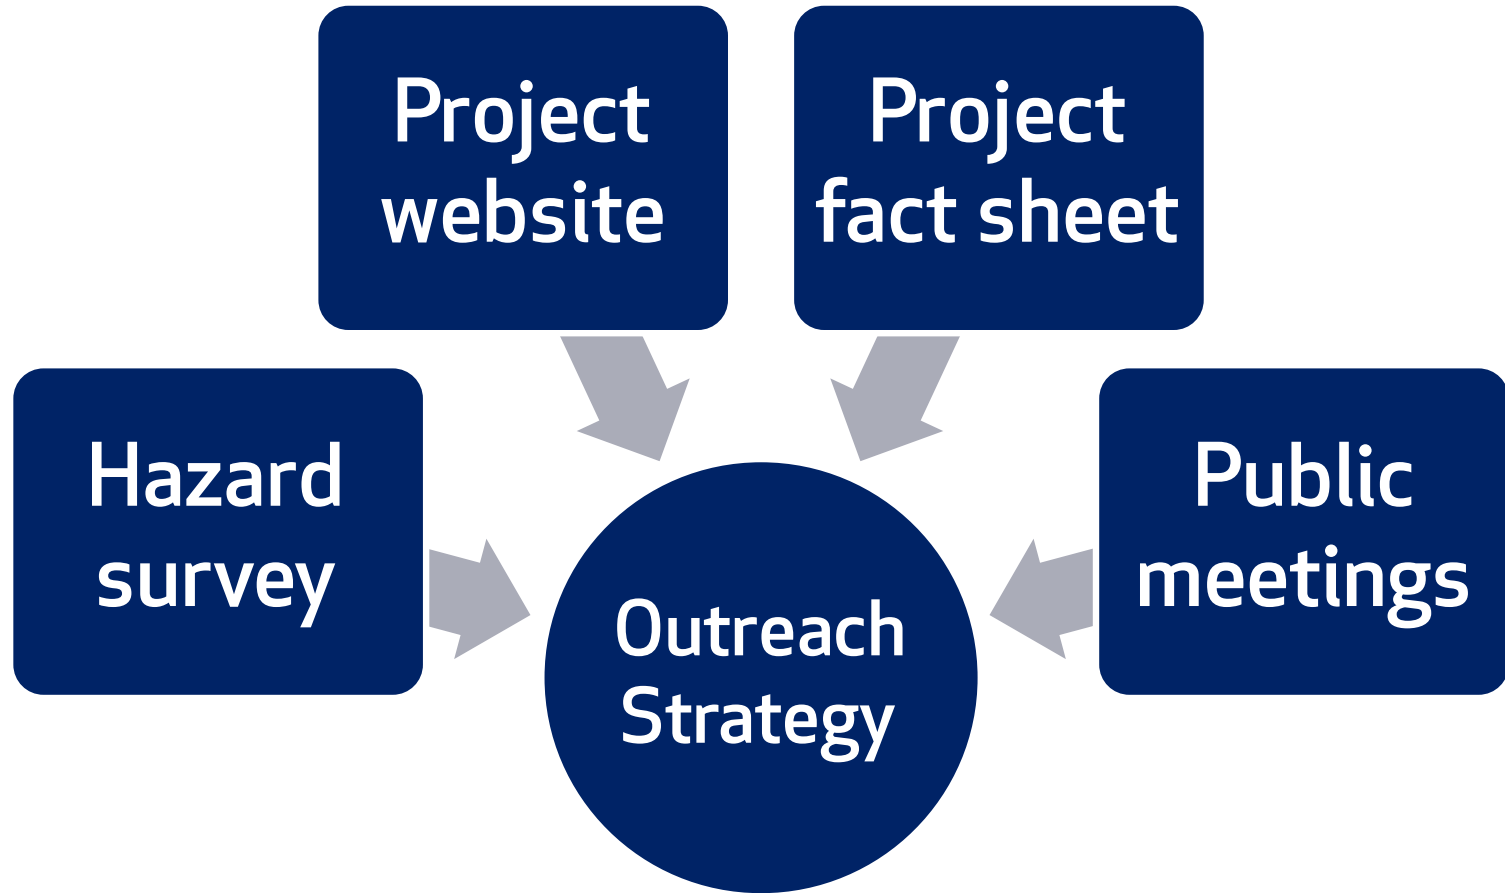 Project
website
Project
fact sheet
Hazard
survey
Public
meetings
Outreach
Strategy